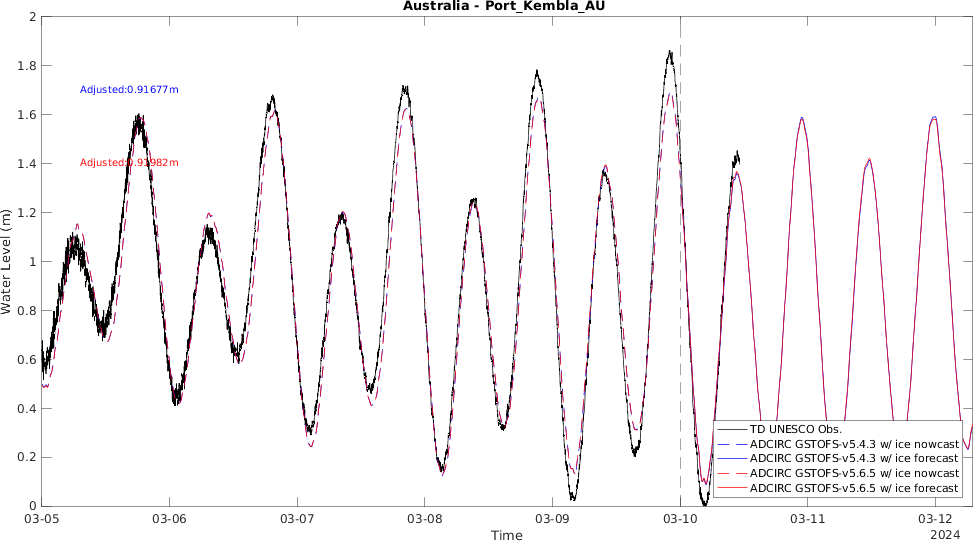 Australia - Port_Kembla_AU
2
1.8
1.6
1.4
1.2
1
0.8
0.6
0.4
0.2
0
Water Level (m)
Adjusted:0.91677m
Adjusted:0.91982m
TD UNESCO Obs.
ADCIRC GSTOFS-v5.4.3 w/ ice nowcast
ADCIRC GSTOFS-v5.4.3 w/ ice forecast
ADCIRC GSTOFS-v5.6.5 w/ ice nowcast
ADCIRC GSTOFS-v5.6.5 w/ ice forecast
03-05 03-06 03-07 03-08 03-09 03-10 03-11 03-12
Time
2024